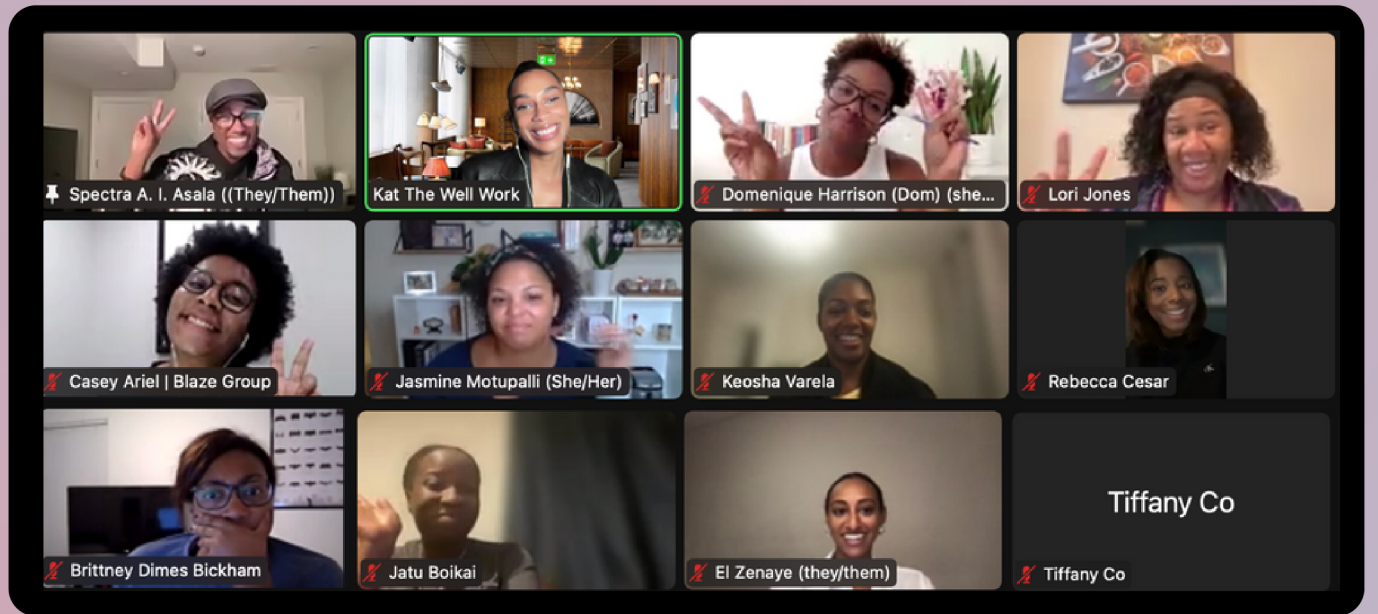 Spectra A. I. Asala ((They/Them))
Kat The Well Work
Domenique Harrison (Dom) (she...
Lori Jones
Casey Ariel | Blaze Group
Jasmine Motupalli (She/Her)
Keosha Varela
Rebecca Cesar
Brittney Dimes Bickham
Jatu Boikai
El Zenaye (they/them)
Tiffany Co
Tiffany Co